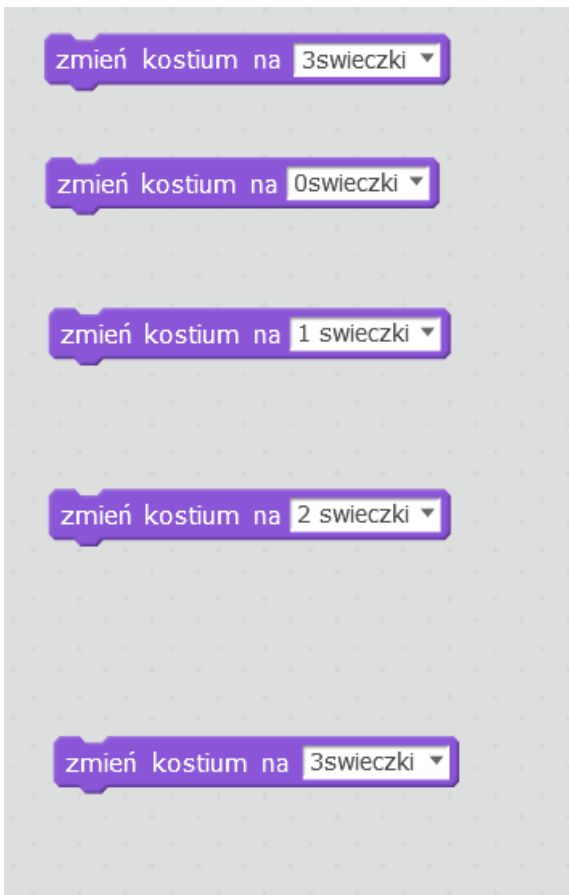 zmień kostium na 3swieczki
zmień kostium na 0swieczki
zmień kostium na 1 swieczki
zmień kostium na 2 swieczki
zmień kostium na 3swieczki